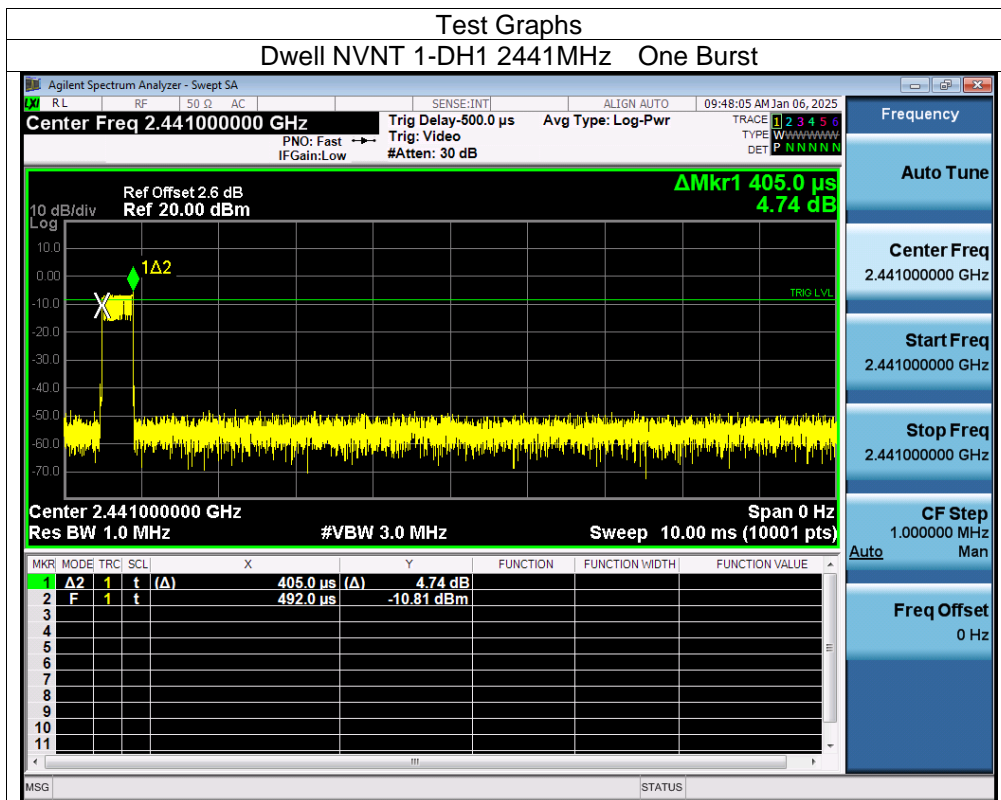 Test Graphs
Dwell NVNT 1-DH1 2441MHz One Burst
Agilent Spectrum Analyzer - Swept SA
LXI RL RF 50 Ω AC SENSE:INT ALIGN AUTO 09:48:05 AM Jan 06, 2025
Center Freq 2.441000000 GHz
PNO: Fast
IFGain:Low
Trig Delay-500.0 µs
Trig: Video
#Atten: 30 dB
Avg Type: Log-Pwr
TRACE 1 2 3 4 5 6
TYPE WWWWWW
DET P N N N N N
Frequency
Auto Tune
Center Freq
2.441000000 GHz
Start Freq
2.441000000 GHz
Stop Freq
2.441000000 GHz
CF Step
1.000000 MHz
Auto Man
Freq Offset
0 Hz
ΔMkr1 405.0 µs
4.74 dB
Ref Offset 2.6 dB
10 dB/div Ref 20.00 dBm
Log
10.0
0.00
-10.0
-20.0
-30.0
-40.0
-50.0
-60.0
-70.0
1Δ2
TRIG LVL
Center 2.441000000 GHz Span 0 Hz
Res BW 1.0 MHz #VBW 3.0 MHz Sweep 10.00 ms (10001 pts)
MKR MODE TRC SCL X Y FUNCTION FUNCTION WIDTH FUNCTION VALUE
1 Δ2 1 t (Δ) 405.0 µs (Δ) 4.74 dB
2 F 1 t 492.0 µs -10.81 dBm
3
4
5
6
7
8
9
10
11
MSG STATUS